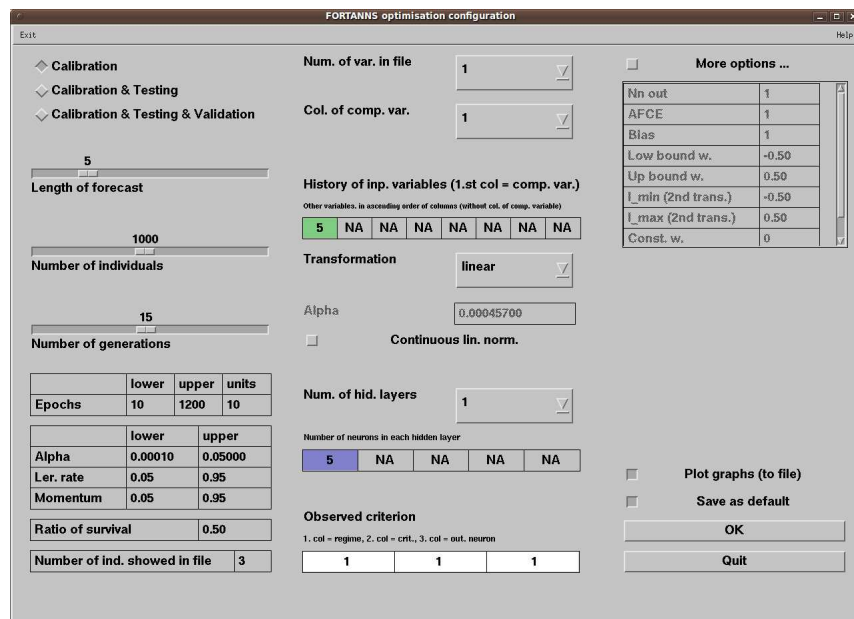 FORTANNS optimisation configuration
Exit
Help
Calibration
Calibration & Testing
Calibration & Testing & Validation
5
Length of forecast
1000
Number of individuals
15
Number of generations
lower upper units
Epochs 10 1200 10
lower upper
Alpha 0.00010 0.05000
Ler. rate 0.05 0.95
Momentum 0.05 0.95
Ratio of survival 0.50
Number of ind. showed in file 3
Num. of var. in file 1
Col. of comp. var. 1
History of inp. variables (1.st col = comp. var.)
Other variables. in ascending order of columns (without col. of comp. variable)
5 NA NA NA NA NA NA NA
Transformation linear
Alpha 0.00045700
Continuous lin. norm.
Num. of hid. layers 1
Number of neurons in each hidden layer
5 NA NA NA NA
Observed criterion
1. col = regime, 2. col = crit., 3. col = out. neuron
1 1 1
More options ...
Nn out 1
AFCE 1
Bias 1
Low bound w. -0.50
Up bound w. 0.50
I_min (2nd trans.) -0.50
I_max (2nd trans.) 0.50
Const. w. 0
Plot graphs (to file)
Save as default
OK
Quit